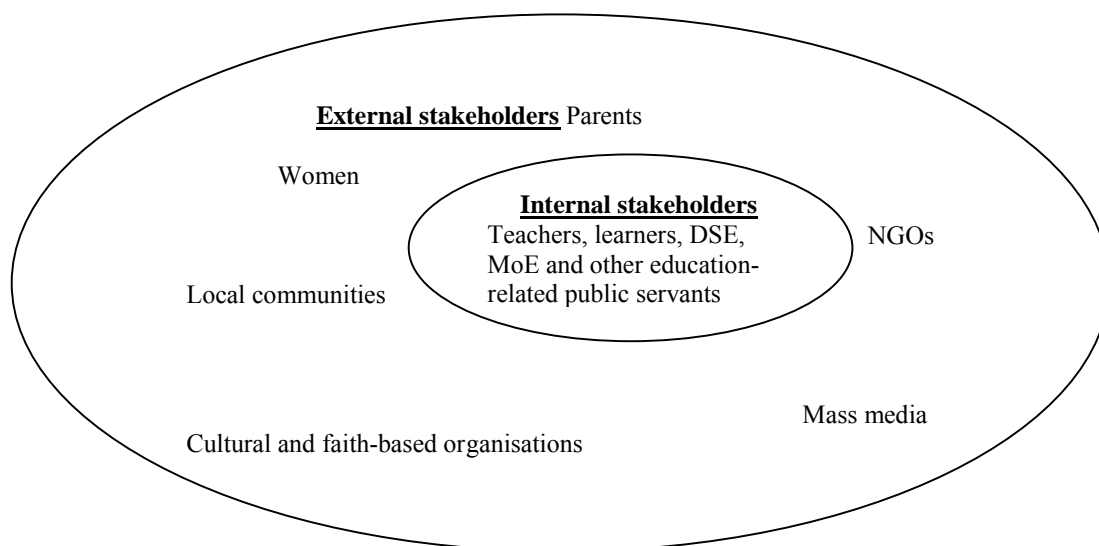 External stakeholders Parents
Women
Internal stakeholders
Teachers, learners, DSE,
MoE and other education-
related public servants
NGOs
Local communities
Mass media
Cultural and faith-based organisations